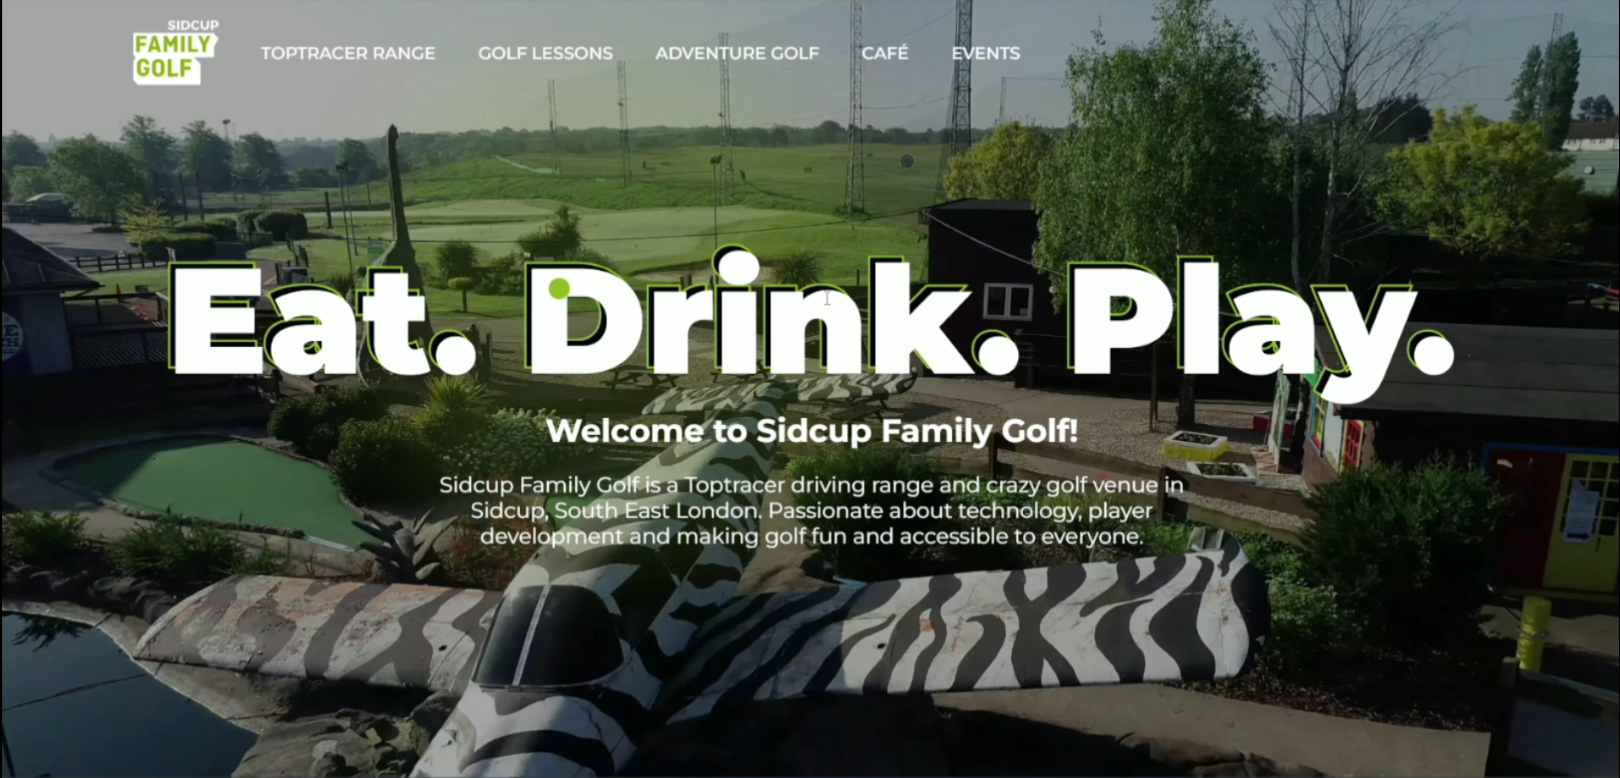 SIDCUP
FAMILY
GOLF
TOPTRACER RANGE
GOLF LESSONS
ADVENTURE GOLF
CAFÉ
EVENTS
Eat. Drink. Play.
Welcome to Sidcup Family Golf!
Sidcup Family Golf is a Toptracer driving range and crazy golf venue in
Sidcup, South East London. Passionate about technology, player
development and making golf fun and accessible to everyone.